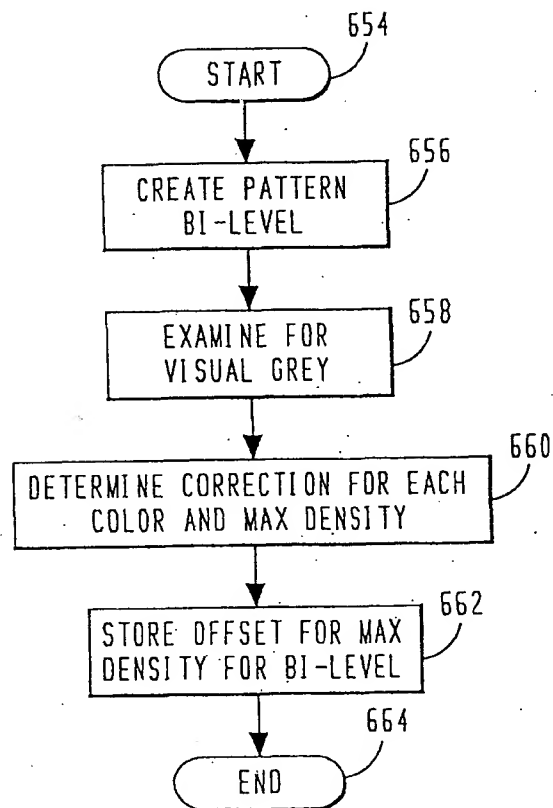 654
START
656
CREATE PATTERN
BI-LEVEL
658
EXAMINE FOR
VISUAL GREY
660
DETERMINE CORRECTION FOR EACH
COLOR AND MAX DENSITY
662
STORE OFFSET FOR MAX
DENSITY FOR BI-LEVEL
664
END